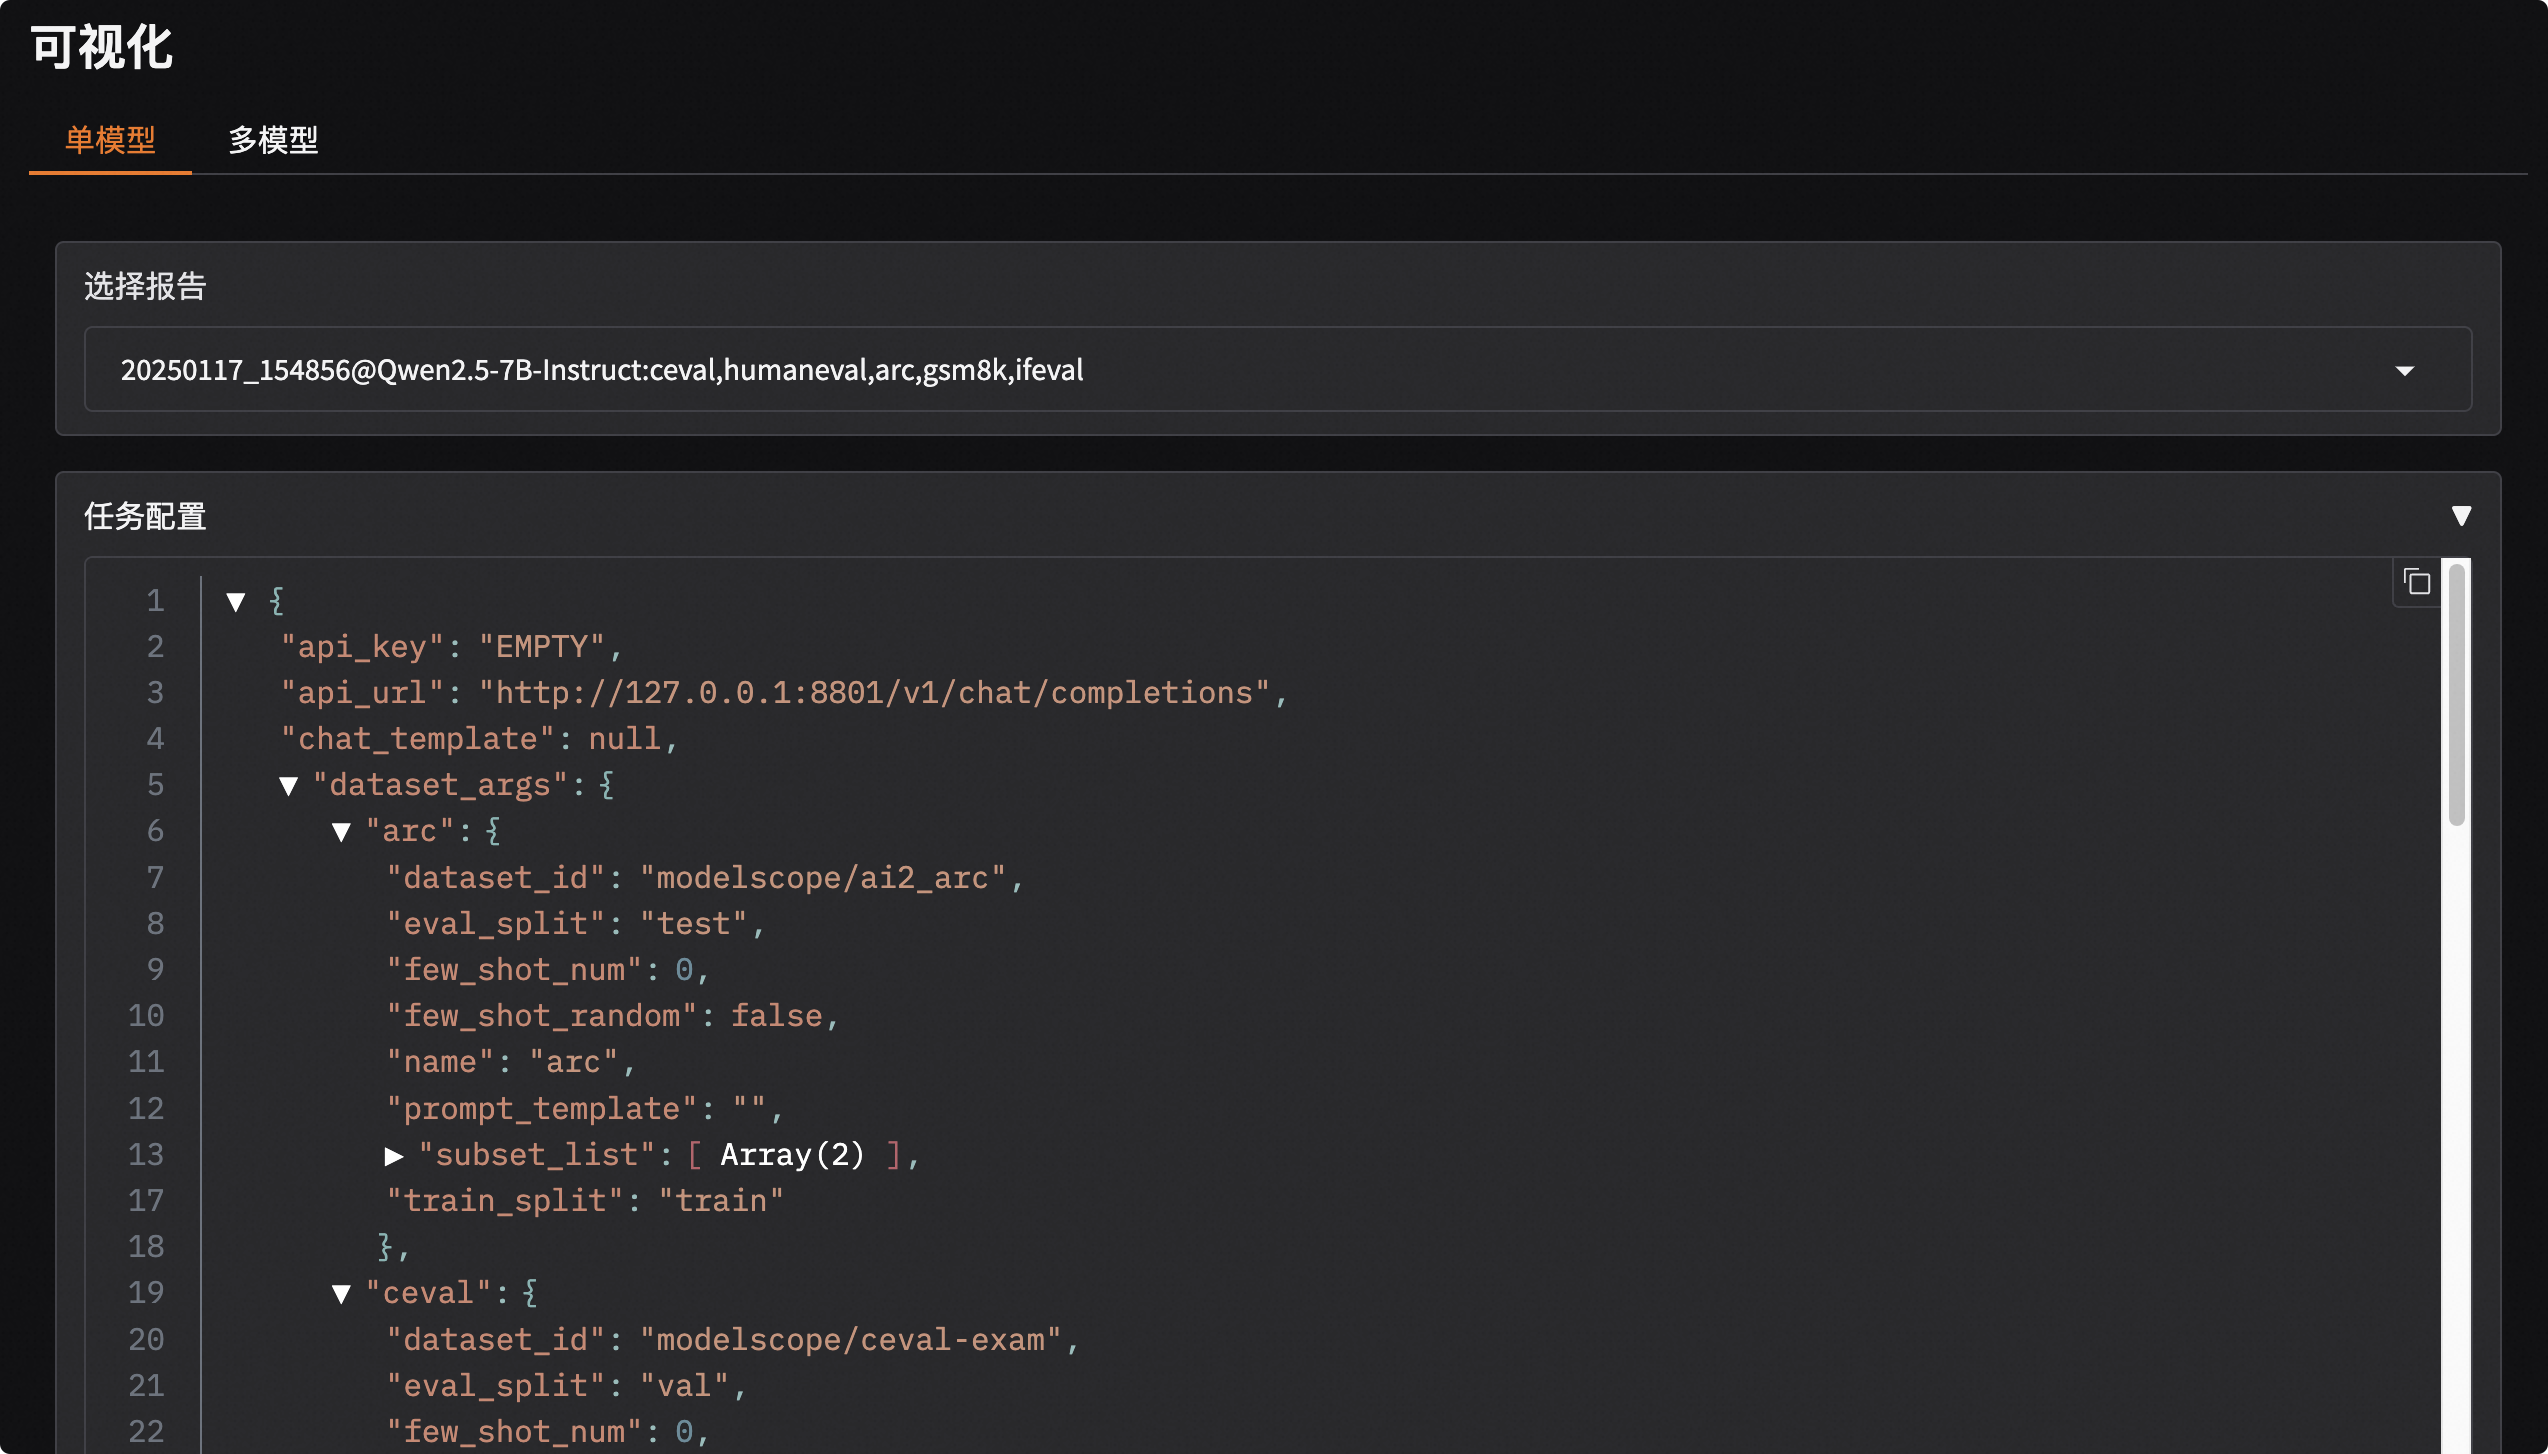 可视化
单模型 多模型
选择报告
20250117_154856@Qwen2.5-7B-Instruct:ceval,humaneval,arc,gsm8k,ifeval
任务配置
1 {
2 "api_key": "EMPTY",
3 "api_url": "http://127.0.0.1:8801/v1/chat/completions",
4 "chat_template": null,
5 "dataset_args": {
6 "arc": {
7 "dataset_id": "modelscope/ai2_arc",
8 "eval_split": "test",
9 "few_shot_num": 0,
10 "few_shot_random": false,
11 "name": "arc",
12 "prompt_template": "",
13 "subset_list": [ Array(2) ],
17 "train_split": "train"
18 },
19 "ceval": {
20 "dataset_id": "modelscope/ceval-exam",
21 "eval_split": "val",
22 "few_shot_num": 0,